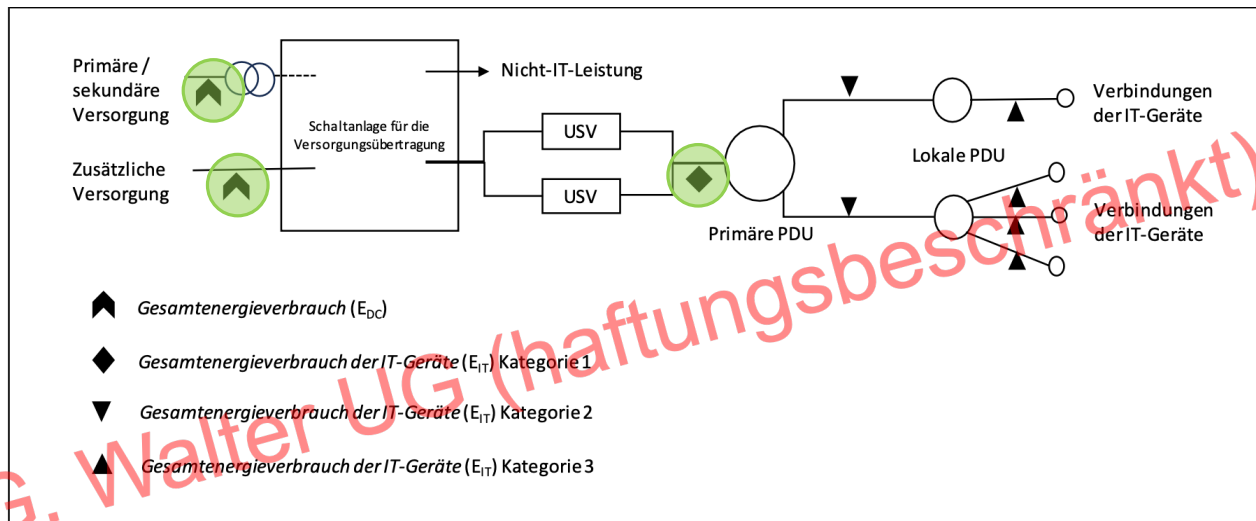 Primäre /
sekundäre
Versorgung
Nicht-IT-Leistung
Schaltanlage für die
Versorgungsübertragung
Zusätzliche
Versorgung
USV
USV
Primäre PDU
Lokale PDU
Verbindungen
der IT-Geräte
Verbindungen
der IT-Geräte
Gesamtenergieverbrauch (EDC)
Gesamtenergieverbrauch der IT-Geräte (EIT) Kategorie 1
Gesamtenergieverbrauch der IT-Geräte (EIT) Kategorie 2
Gesamtenergieverbrauch der IT-Geräte (EIT) Kategorie 3
G, Walter UG (haftungsbeschränkt)